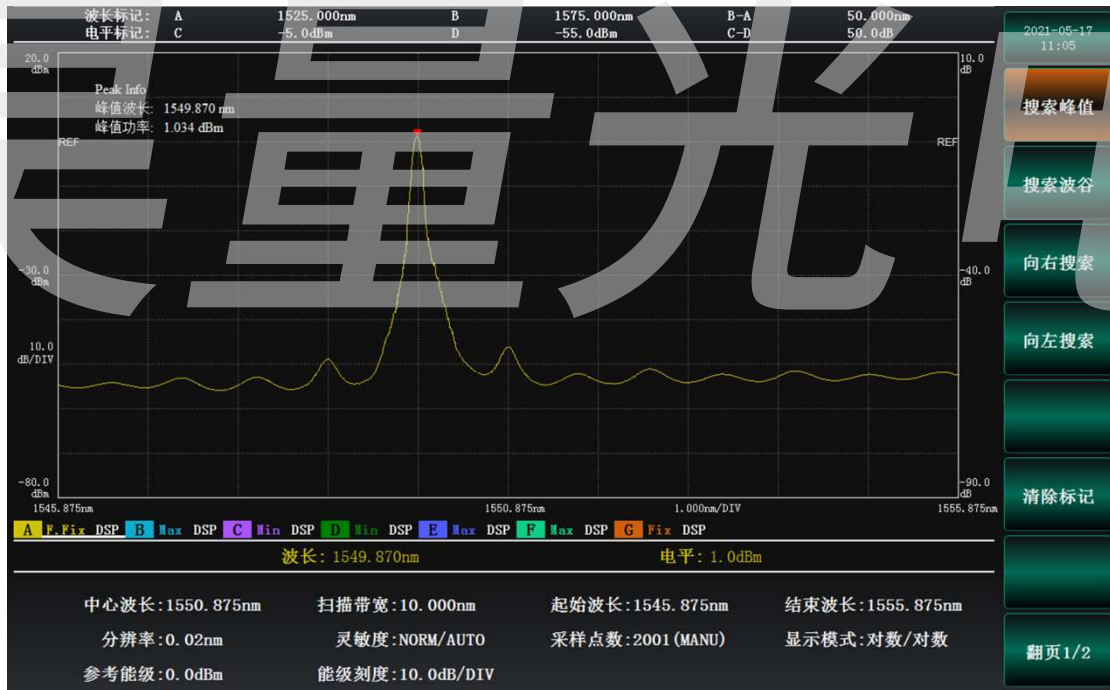 波长标记: A 1525.000nm B 1575.000nm B-A 50.000nm
电平标记: C -5.0dBm D -55.0dBm C-D 50.0dB
2021-05-17
11:05
20.0
dBm
10.0
dB
Peak Info
峰值波长: 1549.870 nm
峰值功率: 1.034 dBm
REF
REF
-30.0
dBm
-40.0
dB
10.0
dB/DIV
-80.0
dBm
-90.0
dB
1545.875nm 1550.875nm 1.000nm/DIV 1555.875nm
A F.Fix DSP B Max DSP C Min DSP D Min DSP E Max DSP F Max DSP G Fix DSP
波长: 1549.870nm 电平: 1.0dBm
中心波长:1550.875nm 扫描带宽:10.000nm 起始波长:1545.875nm 结束波长:1555.875nm
分辨率:0.02nm 灵敏度:NORM/AUTO 采样点数:2001(MANU) 显示模式:对数/对数
参考能级:0.0dBm 能级刻度:10.0dB/DIV
搜索峰值
搜索波谷
向右搜索
向左搜索
清除标记
翻页1/2
量光